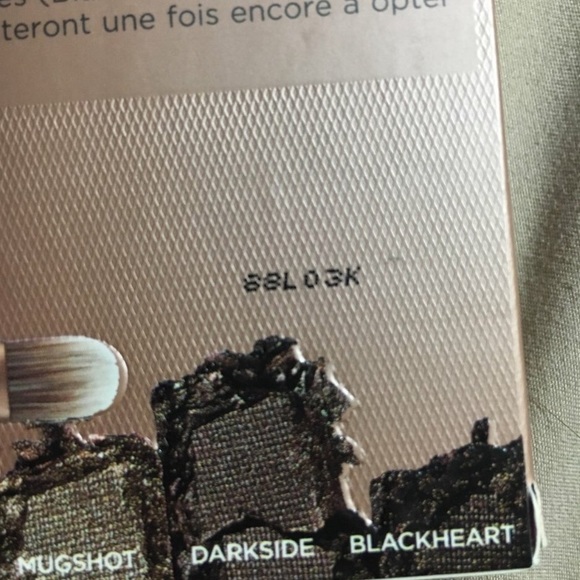 teront une fois encore à opter
88L03K
MUGSHOT DARKSIDE BLACKHEART